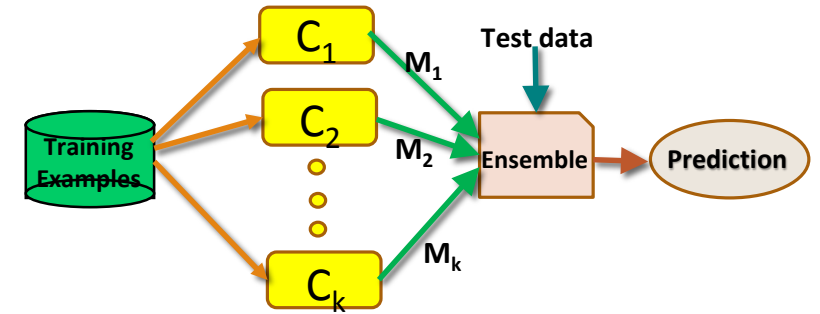 Training
Examples
C₁
C₂
Cₖ
M₁
M₂
Mₖ
Test data
Ensemble
Prediction